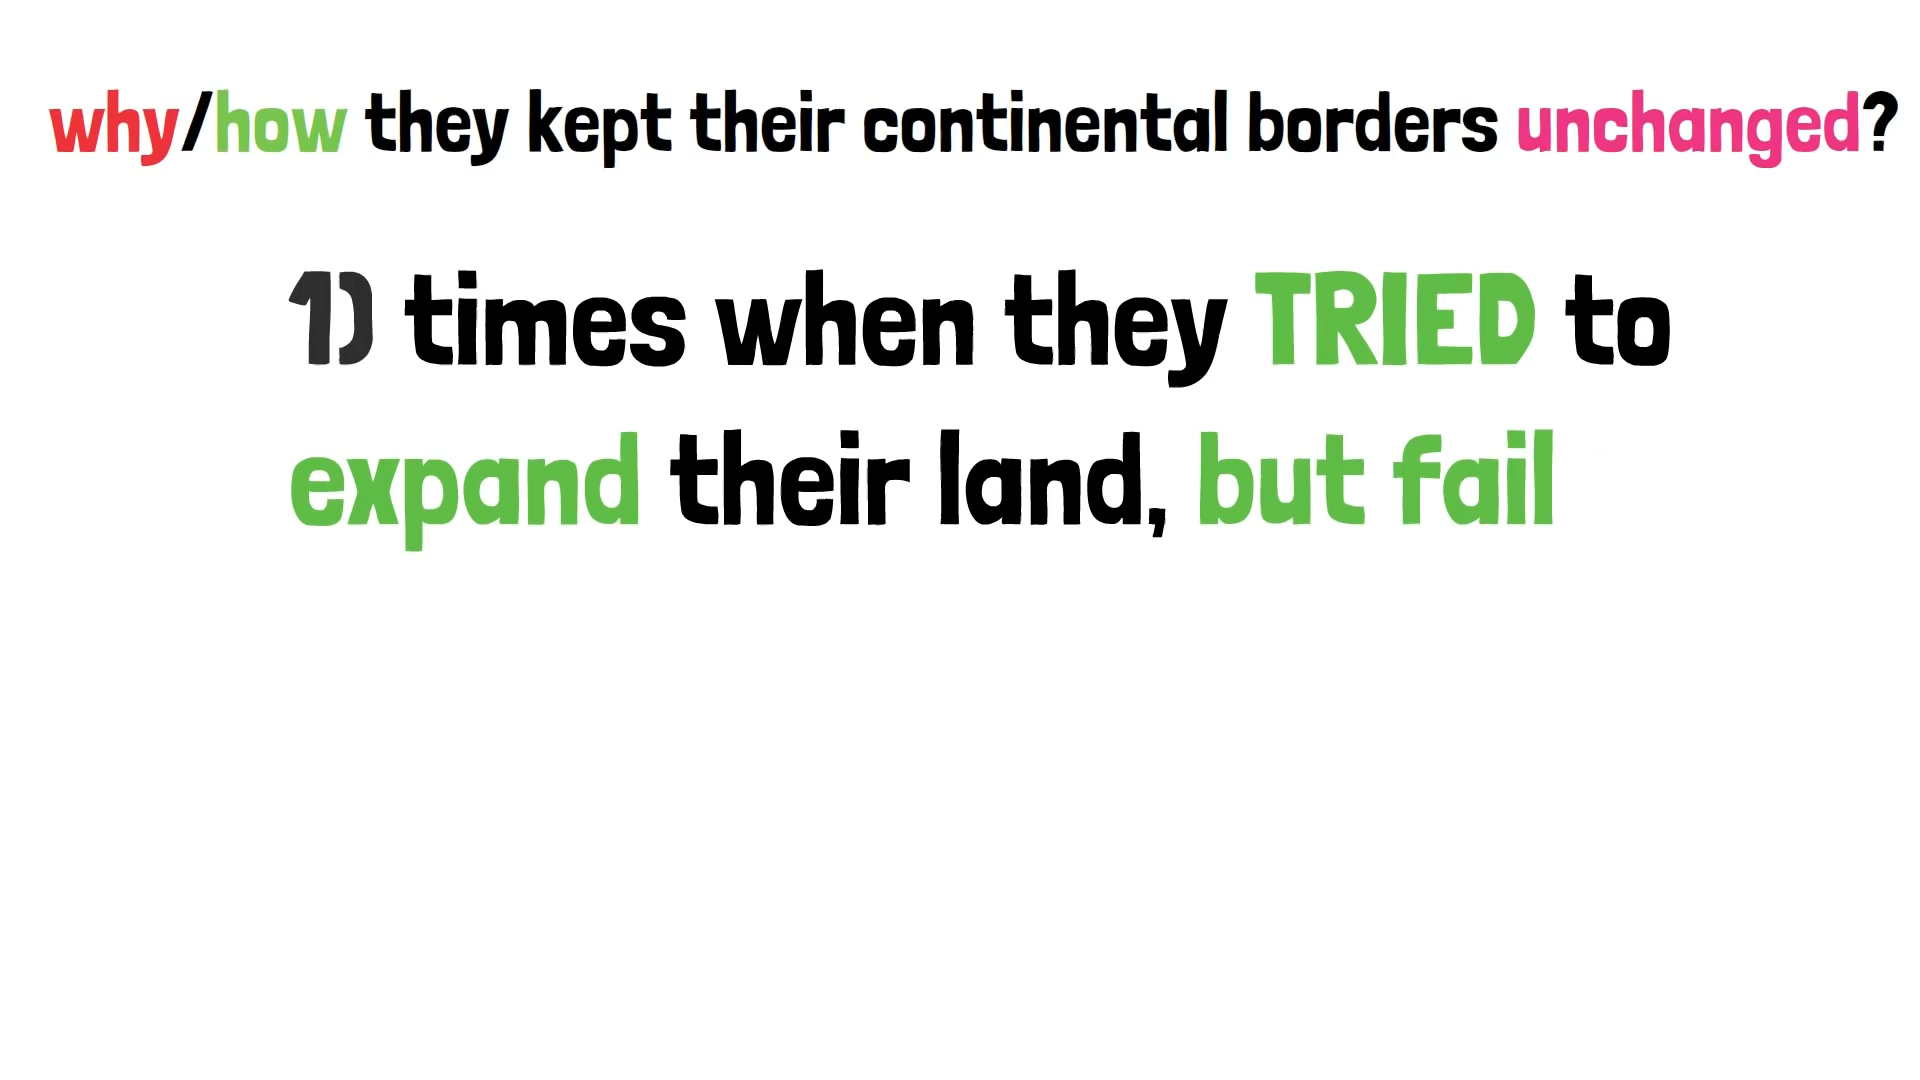 why/how they kept their continental borders unchanged?
1) times when they TRIED to
expand their land, but fail